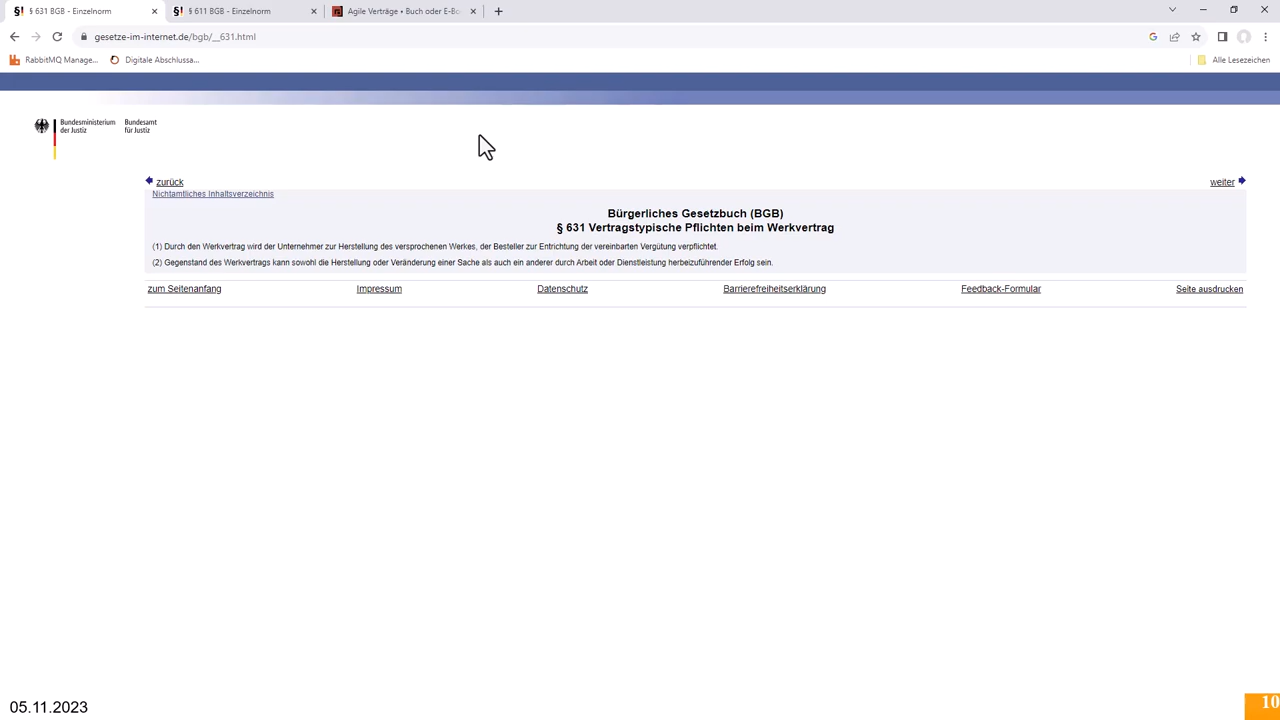 § 631 BGB - Einzelnorm
§ 611 BGB - Einzelnorm
Agile Verträge • Buch oder E-Bo
gesetze-im-internet.de/bgb/__631.html
RabbitMQ Manage...
Digitale Abschlussa...
Alle Lesezeichen
Bundesministerium der Justiz
Bundesamt für Justiz
zurück
weiter
Nichtamtliches Inhaltsverzeichnis
Bürgerliches Gesetzbuch (BGB)
§ 631 Vertragstypische Pflichten beim Werkvertrag
(1) Durch den Werkvertrag wird der Unternehmer zur Herstellung des versprochenen Werkes, der Besteller zur Entrichtung der vereinbarten Vergütung verpflichtet.
(2) Gegenstand des Werkvertrags kann sowohl die Herstellung oder Veränderung einer Sache als auch ein anderer durch Arbeit oder Dienstleistung herbeizuführender Erfolg sein.
zum Seitenanfang
Impressum
Datenschutz
Barrierefreiheitserklärung
Feedback-Formular
Seite ausdrucken
05.11.2023
10